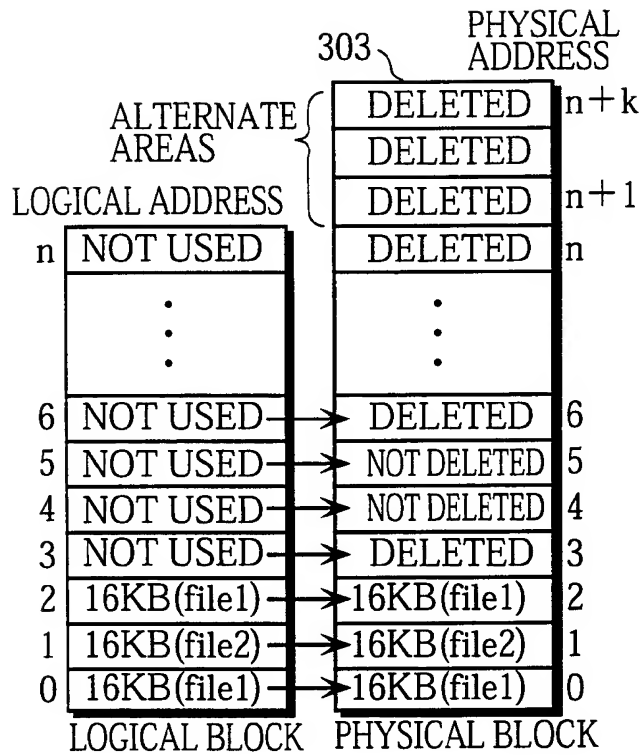 PHYSICAL
ADDRESS
303
DELETED n+k
ALTERNATE
AREAS
DELETED
DELETED n+1
LOGICAL ADDRESS
n NOT USED DELETED n
6 NOT USED DELETED 6
5 NOT USED NOT DELETED 5
4 NOT USED NOT DELETED 4
3 NOT USED DELETED 3
2 16KB(file1) 16KB(file1) 2
1 16KB(file2) 16KB(file2) 1
0 16KB(file1) 16KB(file1) 0
LOGICAL BLOCK PHYSICAL BLOCK